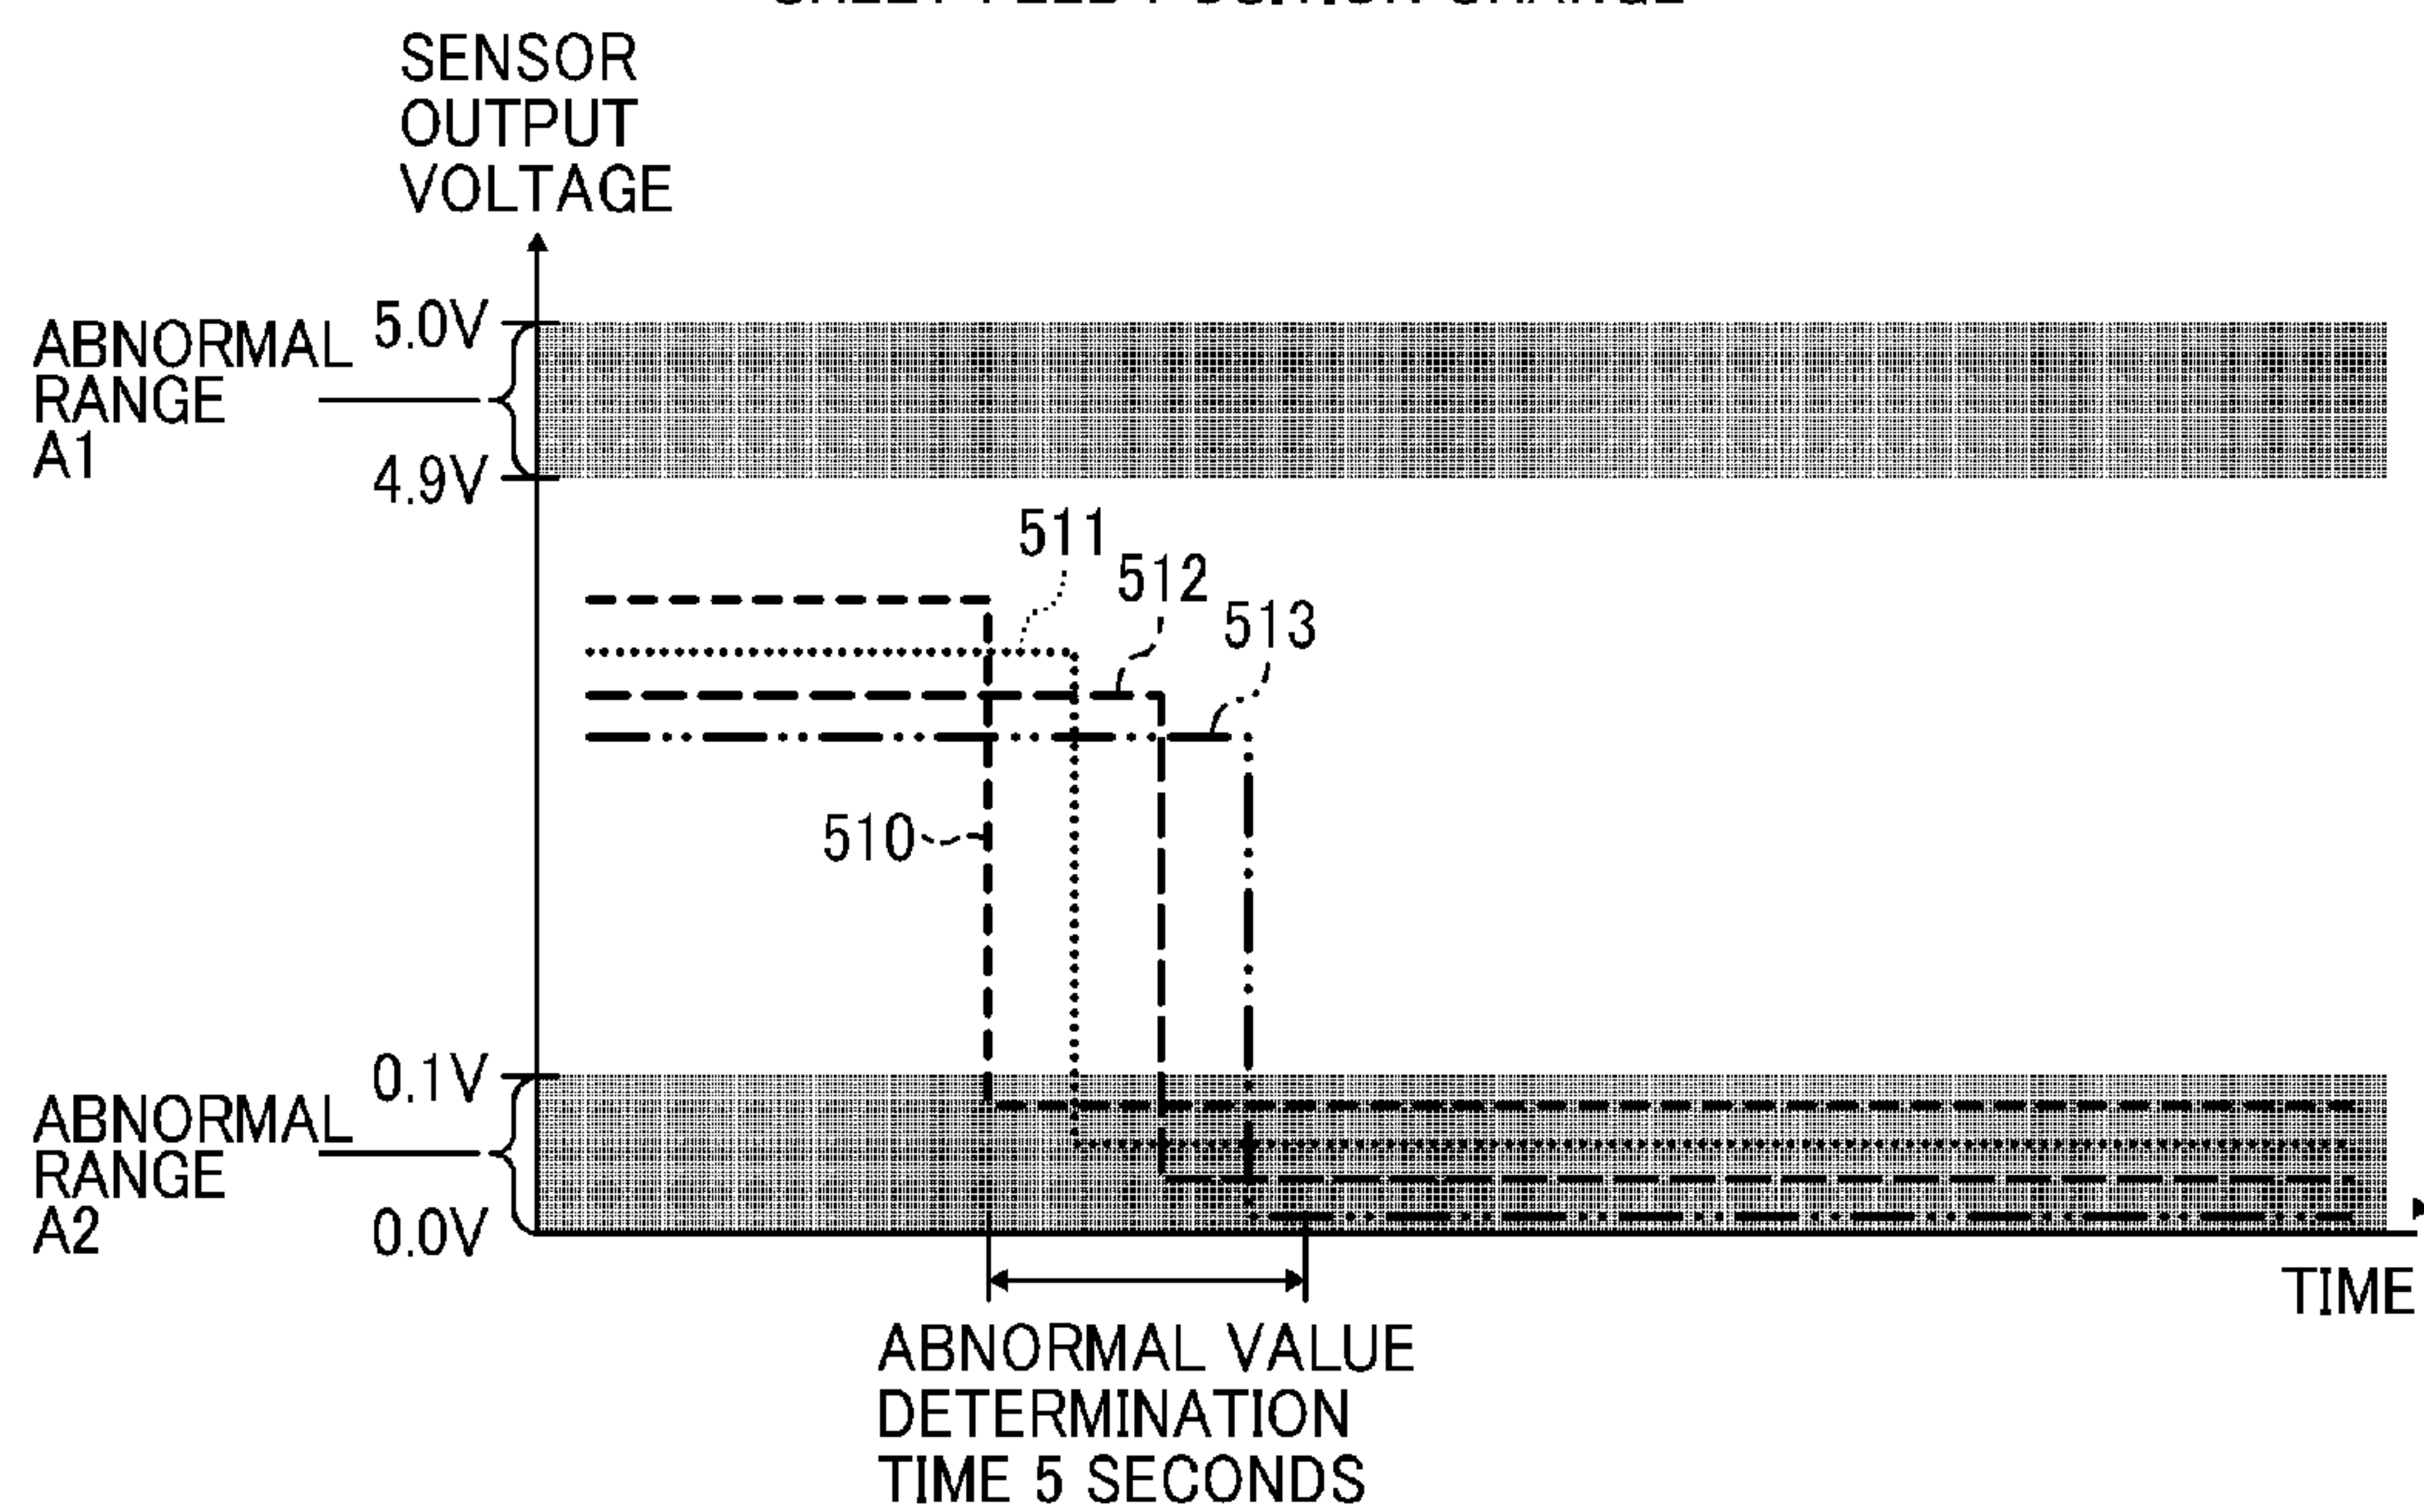 SENSOR
OUTPUT
VOLTAGE
5.0V
ABNORMAL
RANGE
A1
4.9V
511
512
513
510
0.1V
ABNORMAL
RANGE
A2
0.0V
TIME
ABNORMAL VALUE
DETERMINATION
TIME 5 SECONDS